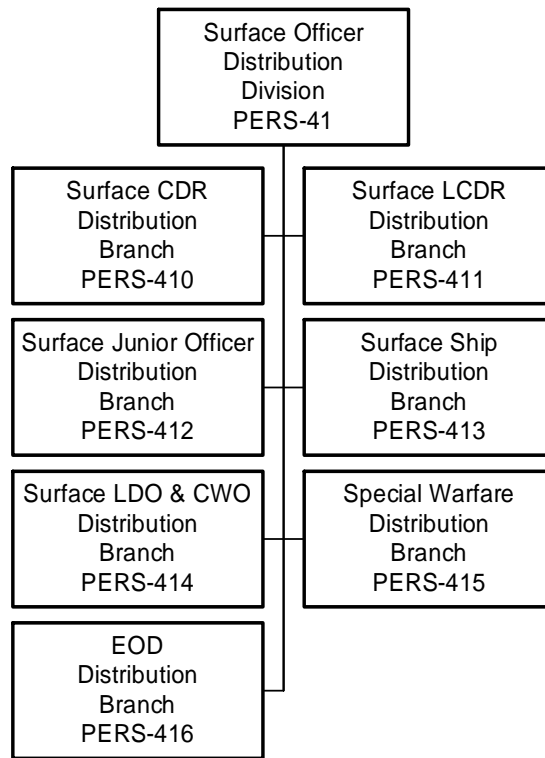 Surface Officer
Distribution
Division
PERS-41
Surface CDR
Distribution
Branch
PERS-410
Surface LCDR
Distribution
Branch
PERS-411
Surface Junior Officer
Distribution
Branch
PERS-412
Surface Ship
Distribution
Branch
PERS-413
Surface LDO & CWO
Distribution
Branch
PERS-414
Special Warfare
Distribution
Branch
PERS-415
EOD
Distribution
Branch
PERS-416